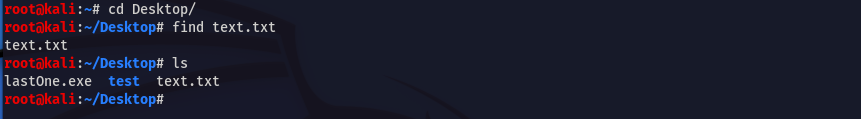 root@kali:~# cd Desktop/
root@kali:~/Desktop# find text.txt
text.txt
root@kali:~/Desktop# ls
lastOne.exe  test  text.txt
root@kali:~/Desktop#